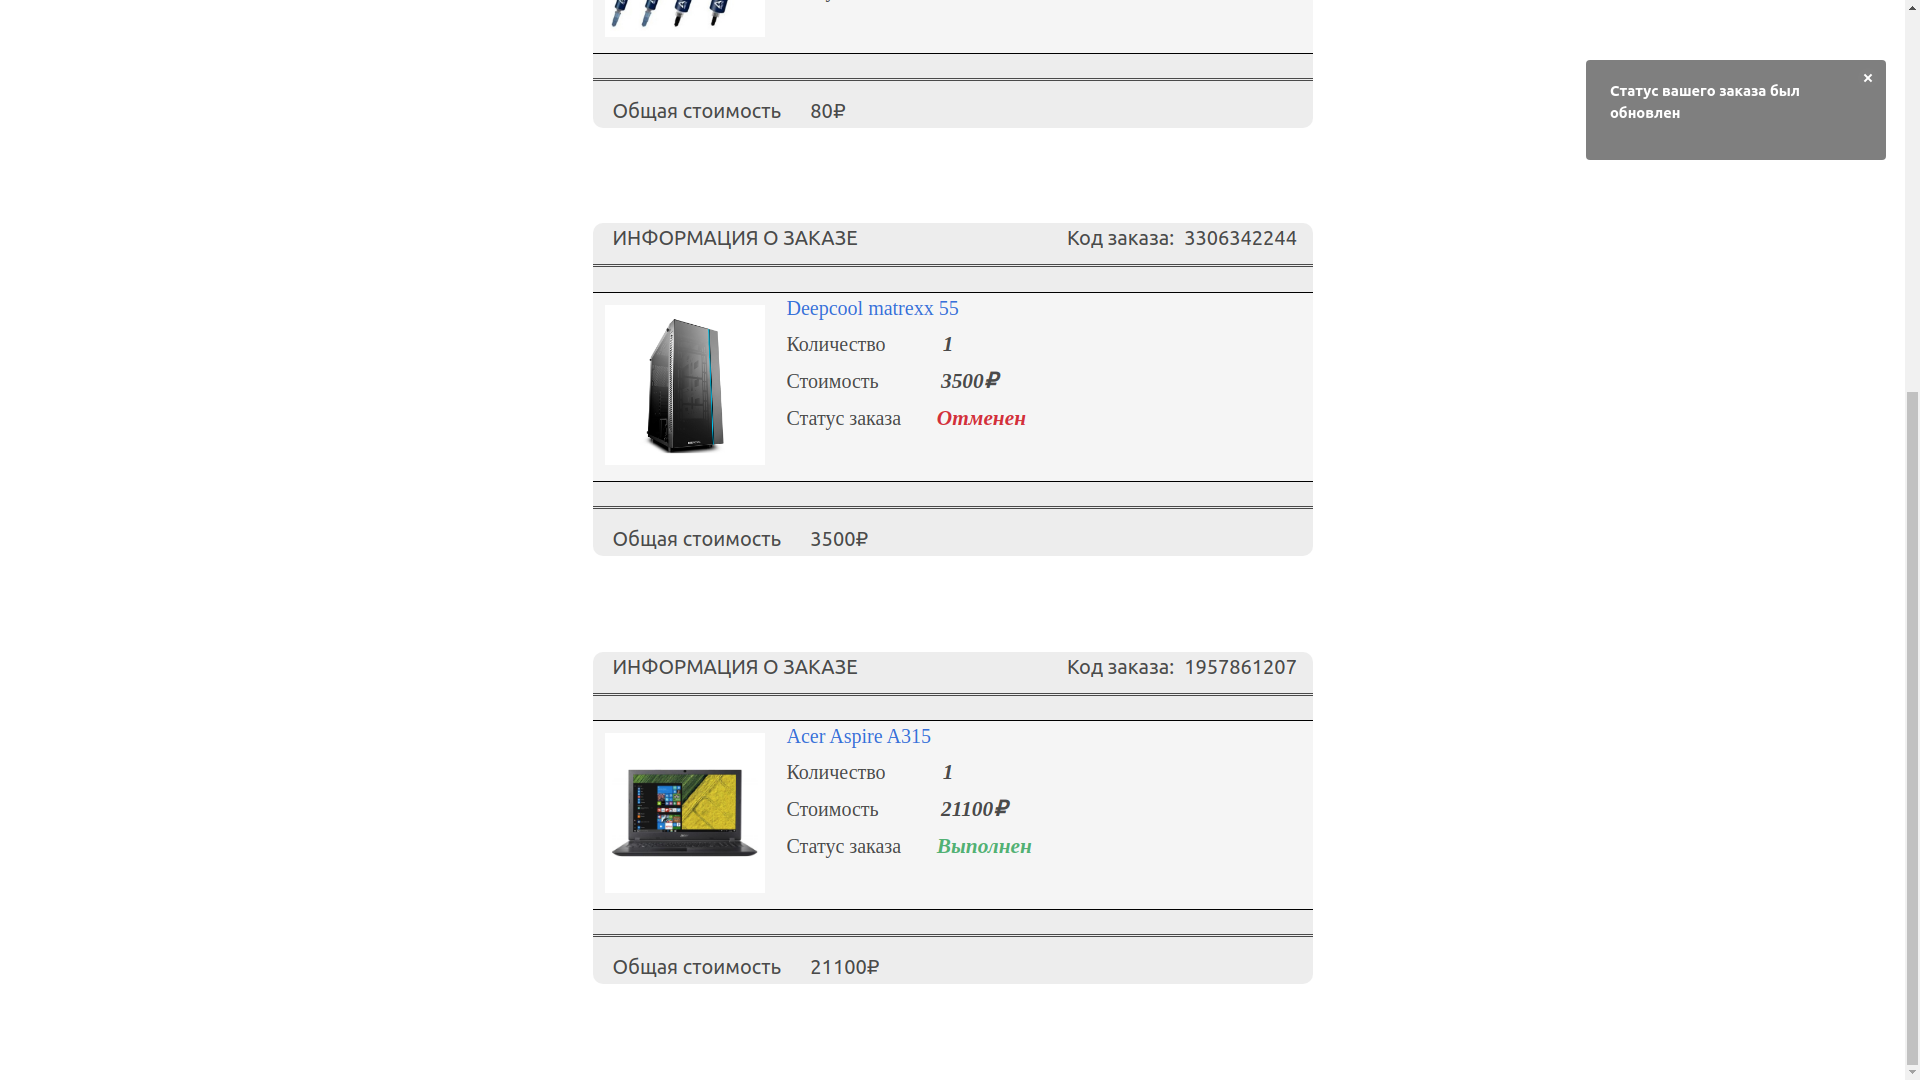 Общая стоимость 80₽
Статус вашего заказа был
обновлен
×
ИНФОРМАЦИЯ О ЗАКАЗЕ Код заказа: 3306342244
Deepcool matrexx 55
Количество 1
Стоимость 3500₽
Статус заказа Отменен
Общая стоимость 3500₽
ИНФОРМАЦИЯ О ЗАКАЗЕ Код заказа: 1957861207
Acer Aspire A315
Количество 1
Стоимость 21100₽
Статус заказа Выполнен
Общая стоимость 21100₽